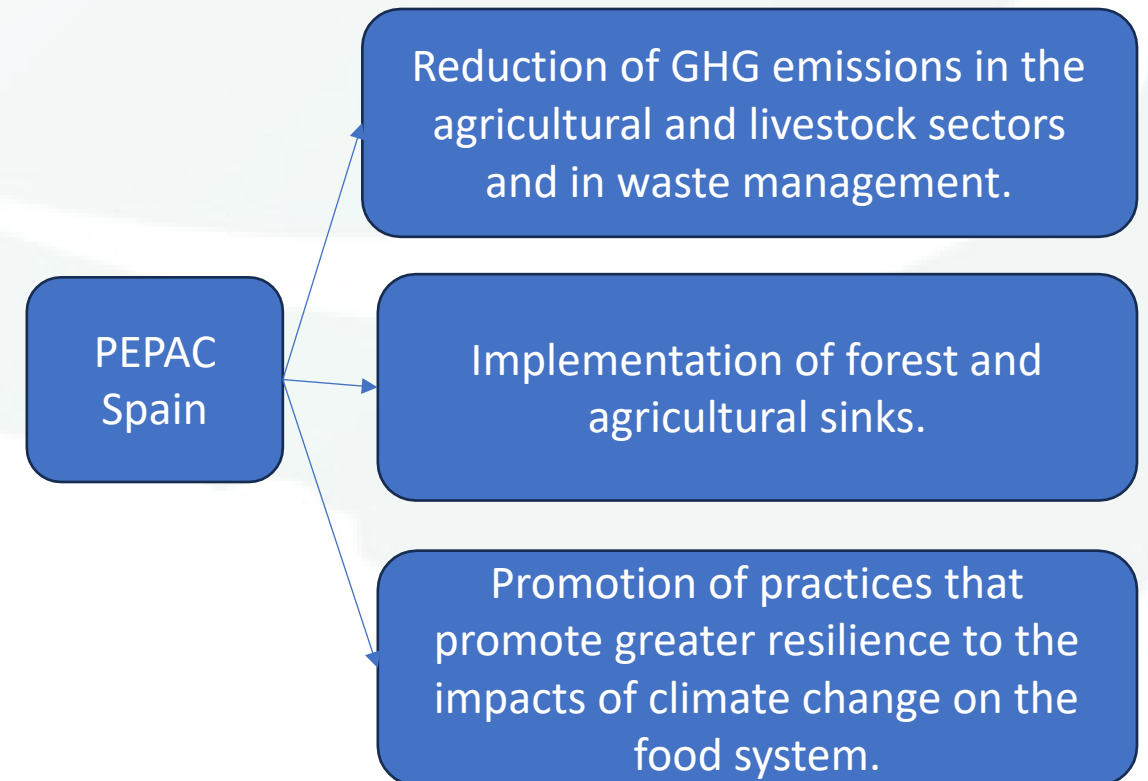 Reduction of GHG emissions in the
agricultural and livestock sectors
and in waste management.
PEPAC
Spain
Implementation of forest and
agricultural sinks.
Promotion of practices that
promote greater resilience to the
impacts of climate change on the
food system.